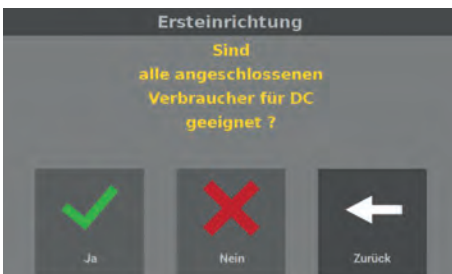 Ersteinrichtung
Sind
alle angeschlossenen
Verbraucher für DC
geeignet ?
Ja Nein Zurück